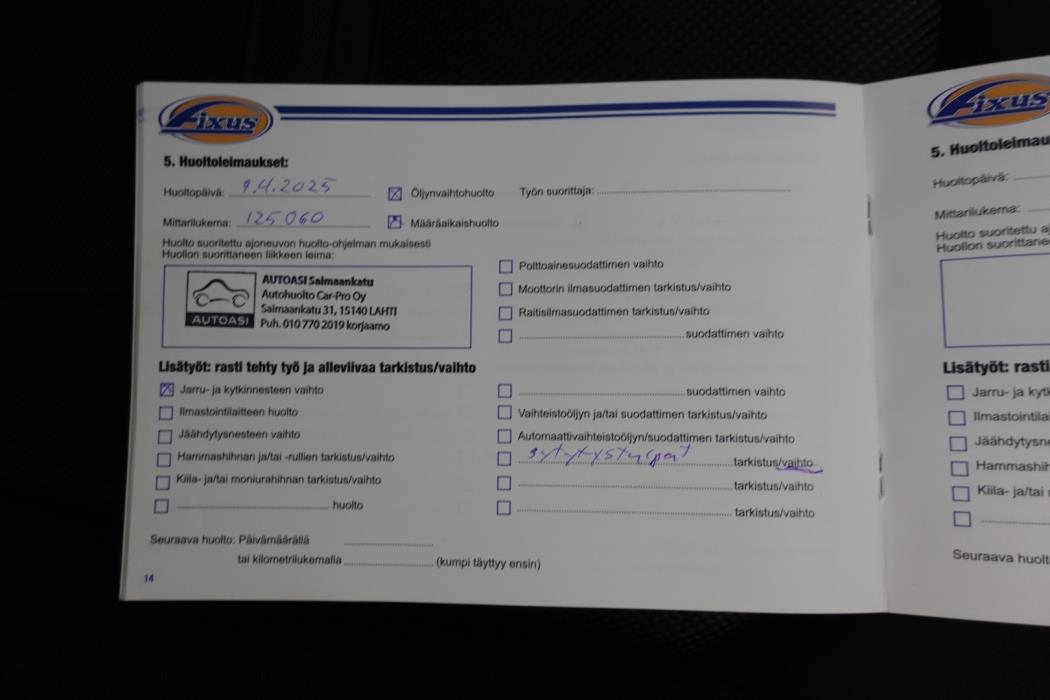 Fixus
5. Huoltoleimaukset:
Huoltopäivä: 9.4.2025
Öljynvaihtohuolto
Työn suorittaja:
Mittarilukema: 125 060
Määräaikaishuolto
Huolto suoritettu ajoneuvon huolto-ohjelman mukaisesti
Huollon suorittaneen liikkeen leima:
AUTOASI
AUTOASI Salmaankatu
Autohuolto Car-Pro Oy
Salmaankatu 31, 15140 LAHTI
Puh. 010 770 2019 korjaamo
Polttoainesuodattimen vaihto
Moottorin ilmasuodattimen tarkistus/vaihto
Raitisilmasuodattimen tarkistus/vaihto
suodattimen vaihto
Lisätyöt: rasti tehty työ ja alleviivaa tarkistus/vaihto
Jarru- ja kytkinnesteen vaihto
Ilmastointilaitteen huolto
Jäähdytysnesteen vaihto
Hammashihnan ja/tai -rullien tarkistus/vaihto
Kiila- ja/tai moniurahihnan tarkistus/vaihto
huolto
suodattimen vaihto
Vaihteistoöljyn ja/tai suodattimen tarkistus/vaihto
Automaattivaihteistoöljyn/suodattimen tarkistus/vaihto
sytytystulpat tarkistus/vaihto
tarkistus/vaihto
tarkistus/vaihto
Seuraava huolto: Päivämäärällä
tai kilometrilukemalla (kumpi täyttyy ensin)
14
Fixus
5. Huoltoleimau
Huoltopäivä:
Mittarilukema:
Huolto suoritettu aj
Huollon suorittane
Lisätyöt: rasti
Jarru- ja kytk
Ilmastointila
Jäähdytysne
Hammashih
Kiila- ja/tai
Seuraava huolt